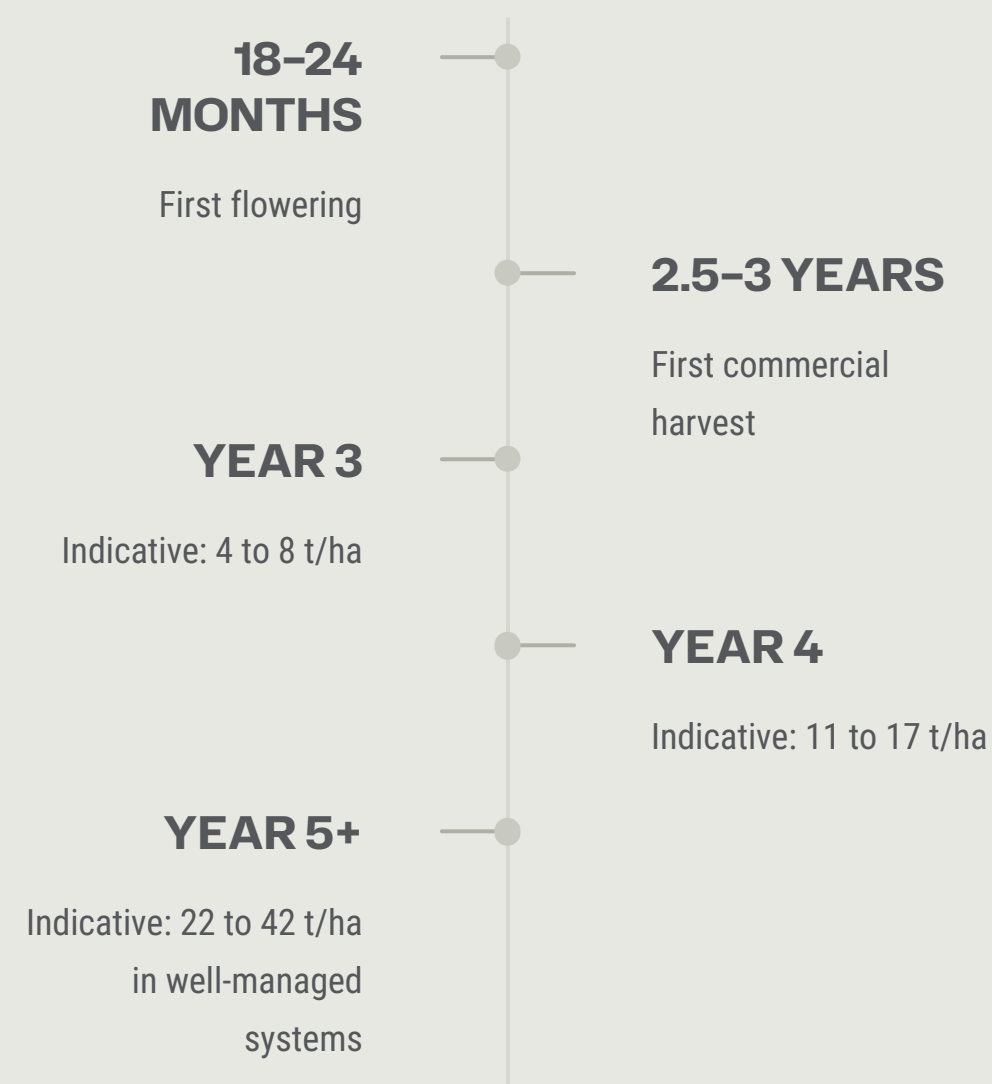 18–24
MONTHS
First flowering
2.5–3 YEARS
First commercial
harvest
YEAR 3
Indicative: 4 to 8 t/ha
YEAR 4
Indicative: 11 to 17 t/ha
YEAR 5+
Indicative: 22 to 42 t/ha
in well-managed
systems